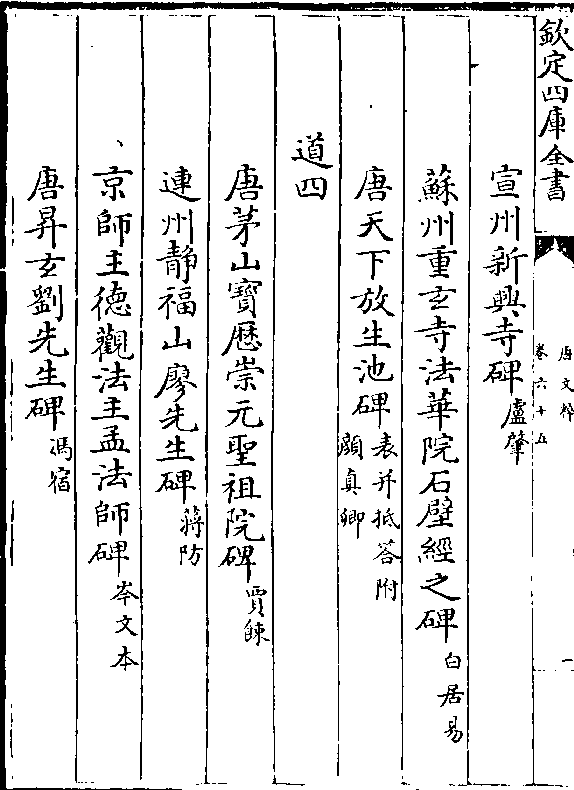 欽定四庫全書
唐文粹
卷六十五
一
宣州新興寺碑 盧肇
蘇州重玄寺法華院石壁經之碑 白居易
唐天下放生池碑 表并抵荅附
顔真卿
道四
唐茅山寶歷崇元聖祖院碑 賈餗
連州靜福山廖先生碑 蔣防
京師主德觀法主孟法師碑 岑文本
唐昇玄劉先生碑 馮宿